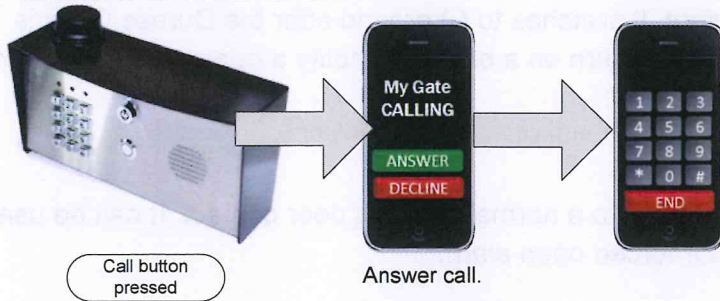 My Gate
CALLING
ANSWER
DECLINE
1 2 3
4 5 6
7 8 9
* 0 #
END
Call button
pressed
Answer call.